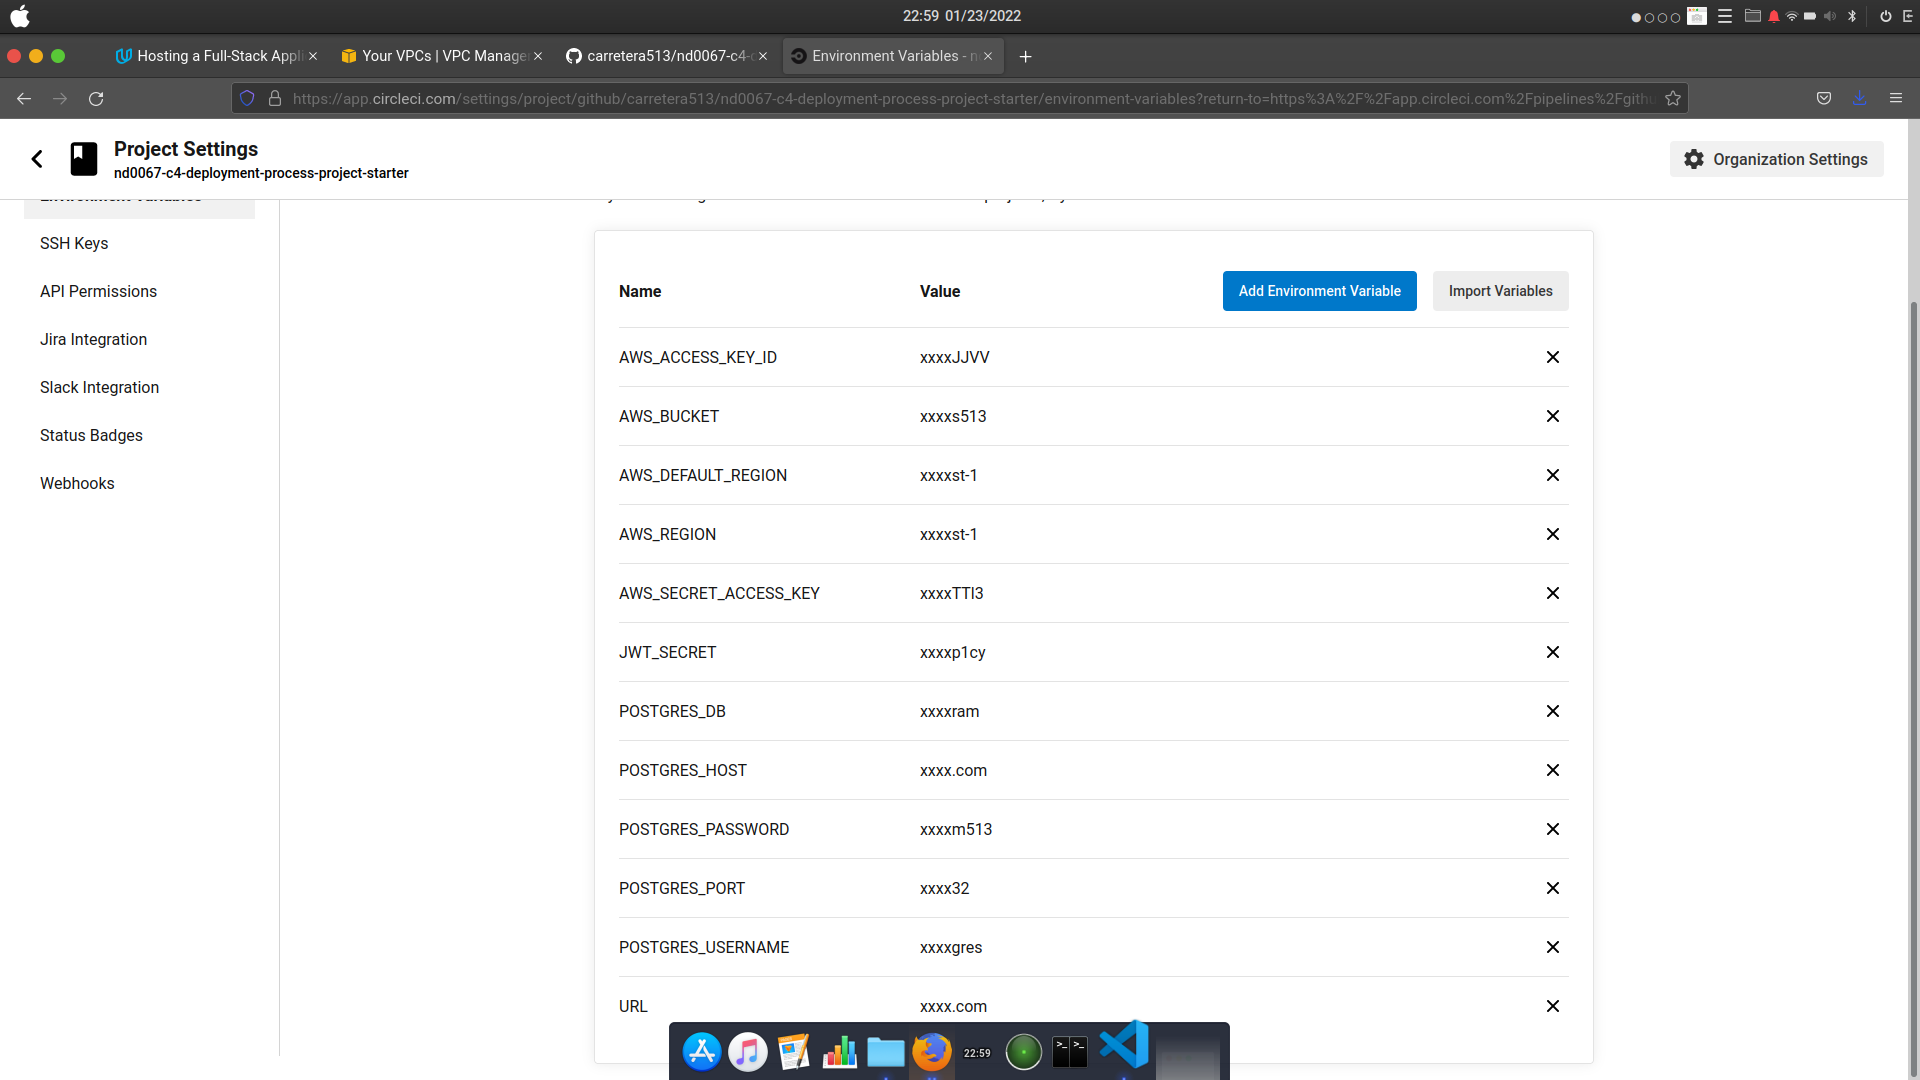 22:59 01/23/2022
Hosting a Full-Stack Appli
Your VPCs | VPC Manage
carretera513/nd0067-c4-
Environment Variables - n
https://app.circleci.com/settings/project/github/carretera513/nd0067-c4-deployment-process-project-starter/environment-variables?return-to=https%3A%2F%2Fapp.circleci.com%2Fpipelines%2Fgithu
Project Settings
nd0067-c4-deployment-process-project-starter
Organization Settings
Environment Variables
SSH Keys
API Permissions
Jira Integration
Slack Integration
Status Badges
Webhooks
Name Value Add Environment Variable Import Variables
AWS_ACCESS_KEY_ID xxxxJJVV
AWS_BUCKET xxxxs513
AWS_DEFAULT_REGION xxxxst-1
AWS_REGION xxxxst-1
AWS_SECRET_ACCESS_KEY xxxxTTl3
JWT_SECRET xxxxp1cy
POSTGRES_DB xxxxram
POSTGRES_HOST xxxx.com
POSTGRES_PASSWORD xxxxm513
POSTGRES_PORT xxxx32
POSTGRES_USERNAME xxxxgres
URL xxxx.com
22:59